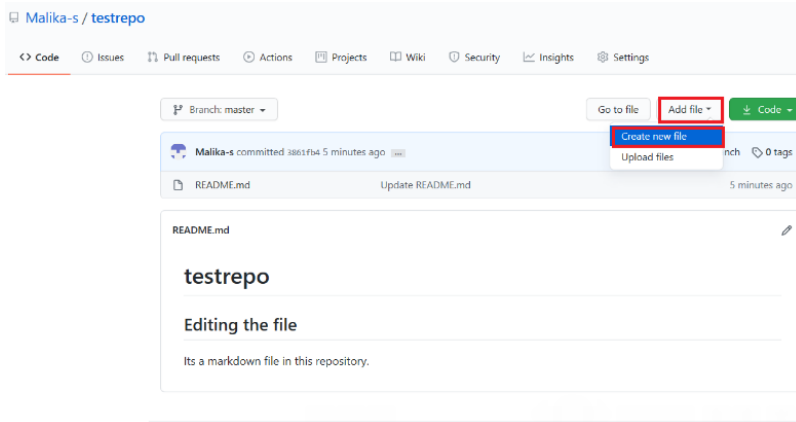 Malika-s / testrepo
<> Code Issues Pull requests Actions Projects Wiki Security Insights Settings
Branch: master Go to file Add file Code
Create new file
Malika-s committed 3861fb4 5 minutes ago ... nch 0 tags
Upload files
README.md Update README.md 5 minutes ago
README.md
testrepo
Editing the file
Its a markdown file in this repository.